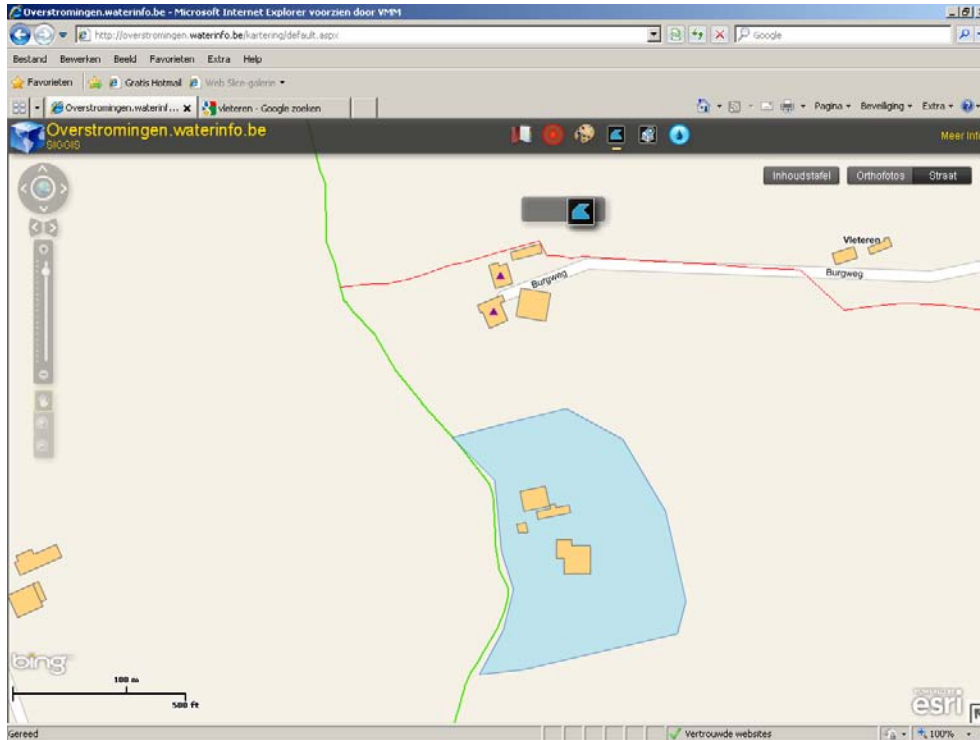 Overstromingen.waterinfo.be - Microsoft Internet Explorer voorzien door VMM
http://overstromingen.waterinfo.be/kartering/default.aspx
Google
Bestand Bewerken Beeld Favorieten Extra Help
Favorieten Gratis Hotmail Web Slice-galerie
Overstromingen.waterinf... vleteren - Google zoeken Pagina Beveiliging Extra
Overstromingen.waterinfo.be
SIGGIS
Meer Info
Inhoudstafel Orthofotos Straat
Vleteren
Burgweg
Burgweg
bing
100 m
500 ft
POWERED BY
esri
Gereed Vertrouwde websites 100%